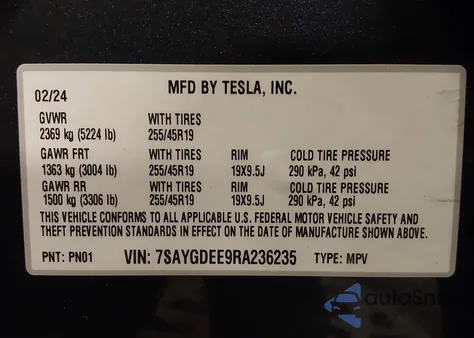 MFD BY TESLA, INC.
02/24
GVWR WITH TIRES
2369 kg (5224 lb) 255/45R19
GAWR FRT WITH TIRES RIM COLD TIRE PRESSURE
1363 kg (3004 lb) 255/45R19 19X9.5J 290 kPa, 42 psi
GAWR RR WITH TIRES RIM COLD TIRE PRESSURE
1500 kg (3306 lb) 255/45R19 19X9.5J 290 kPa, 42 psi
THIS VEHICLE CONFORMS TO ALL APPLICABLE U.S. FEDERAL MOTOR VEHICLE SAFETY AND
THEFT PREVENTION STANDARDS IN EFFECT ON THE DATE OF MANUFACTURE SHOWN ABOVE.
PNT: PN01 VIN: 7SAYGDEE9RA236235 TYPE: MPV